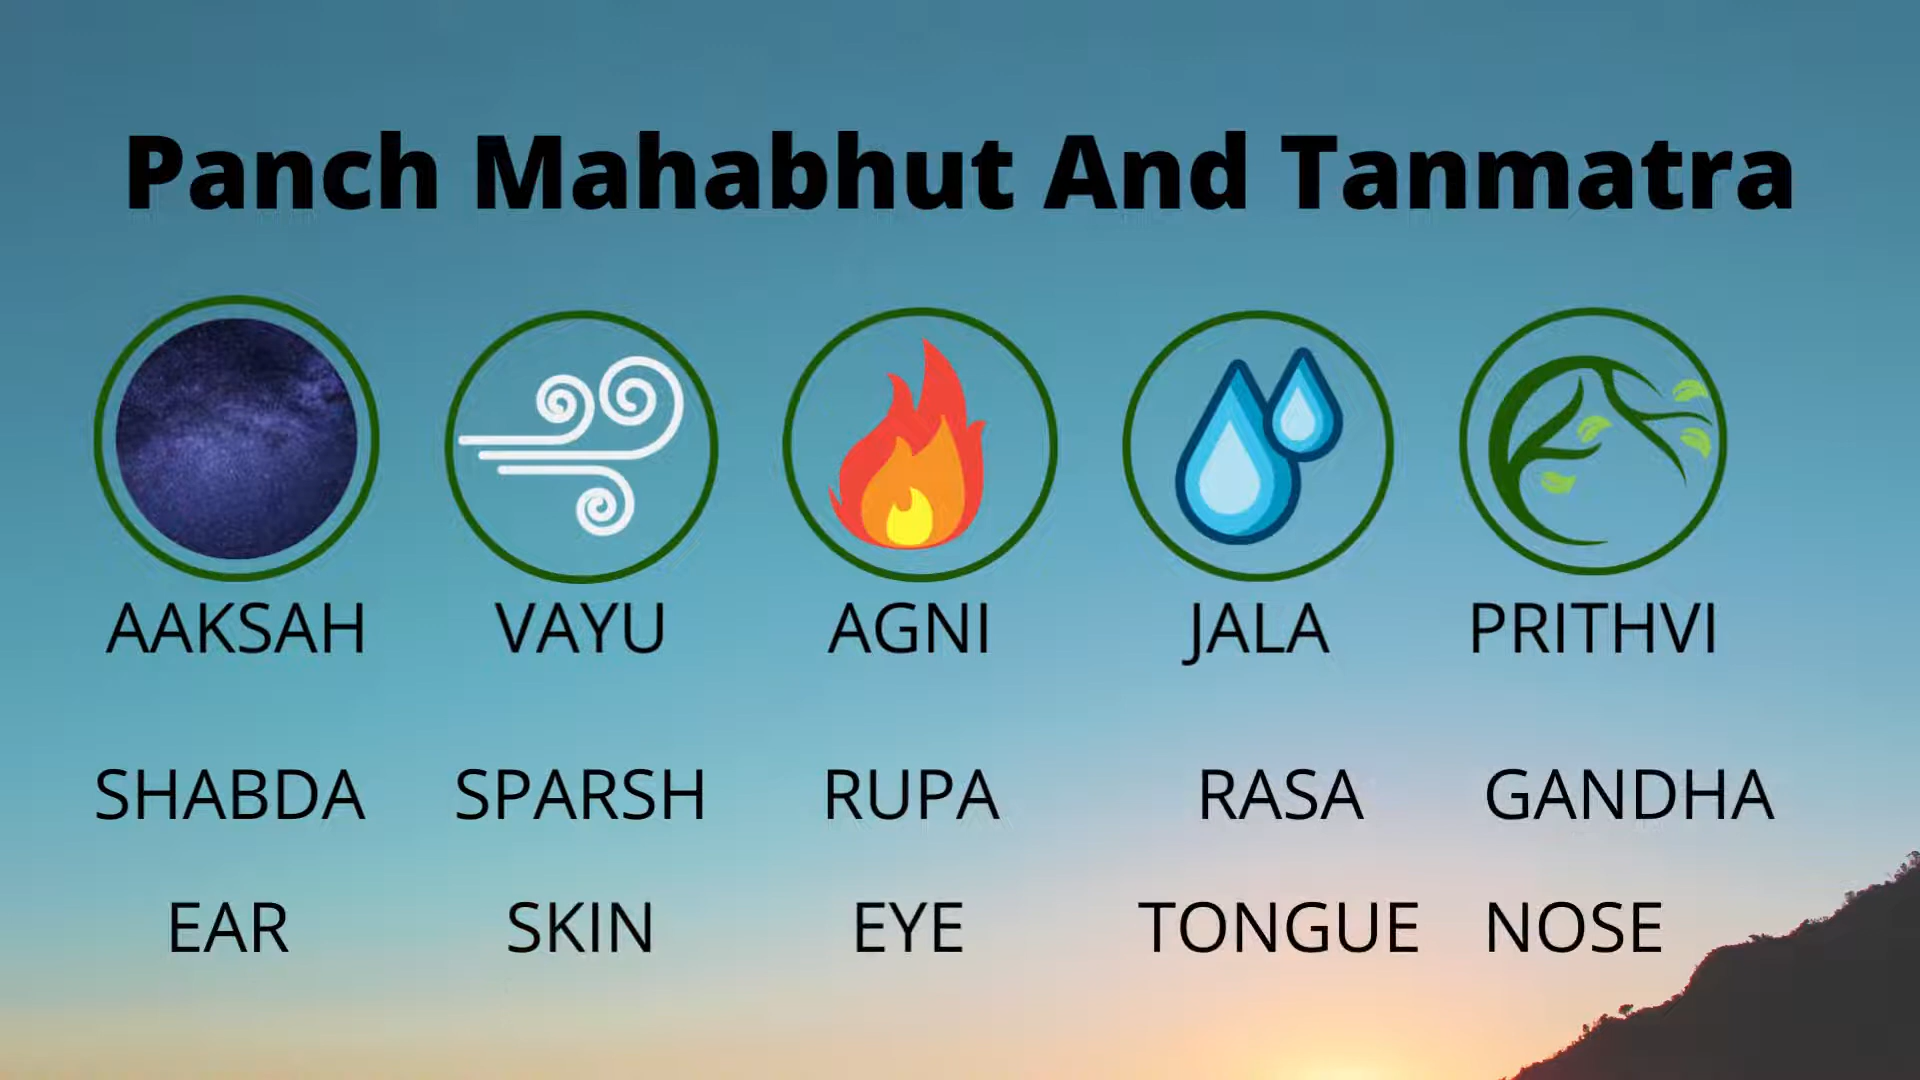 Panch Mahabhut And Tanmatra
AAKSAH VAYU AGNI JALA PRITHVI
SHABDA SPARSH RUPA RASA GANDHA
EAR SKIN EYE TONGUE NOSE